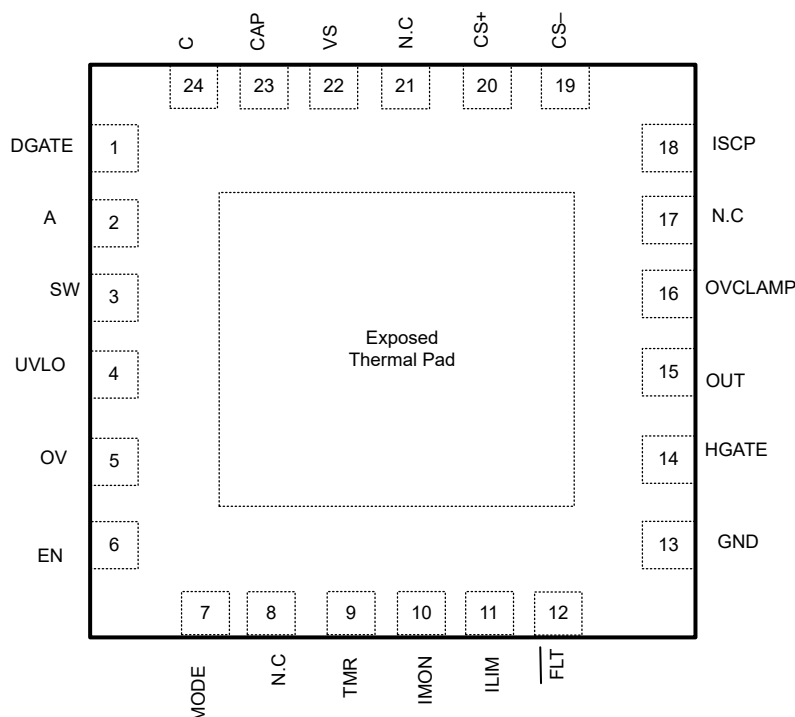 C
CAP
VS
N.C
CS+
CS–
24
23
22
21
20
19
DGATE
1
18
ISCP
A
2
17
N.C
SW
3
16
OVCLAMP
Exposed
Thermal Pad
UVLO
4
15
OUT
OV
5
14
HGATE
EN
6
13
GND
7
8
9
10
11
12
MODE
N.C
TMR
IMON
ILIM
FLT